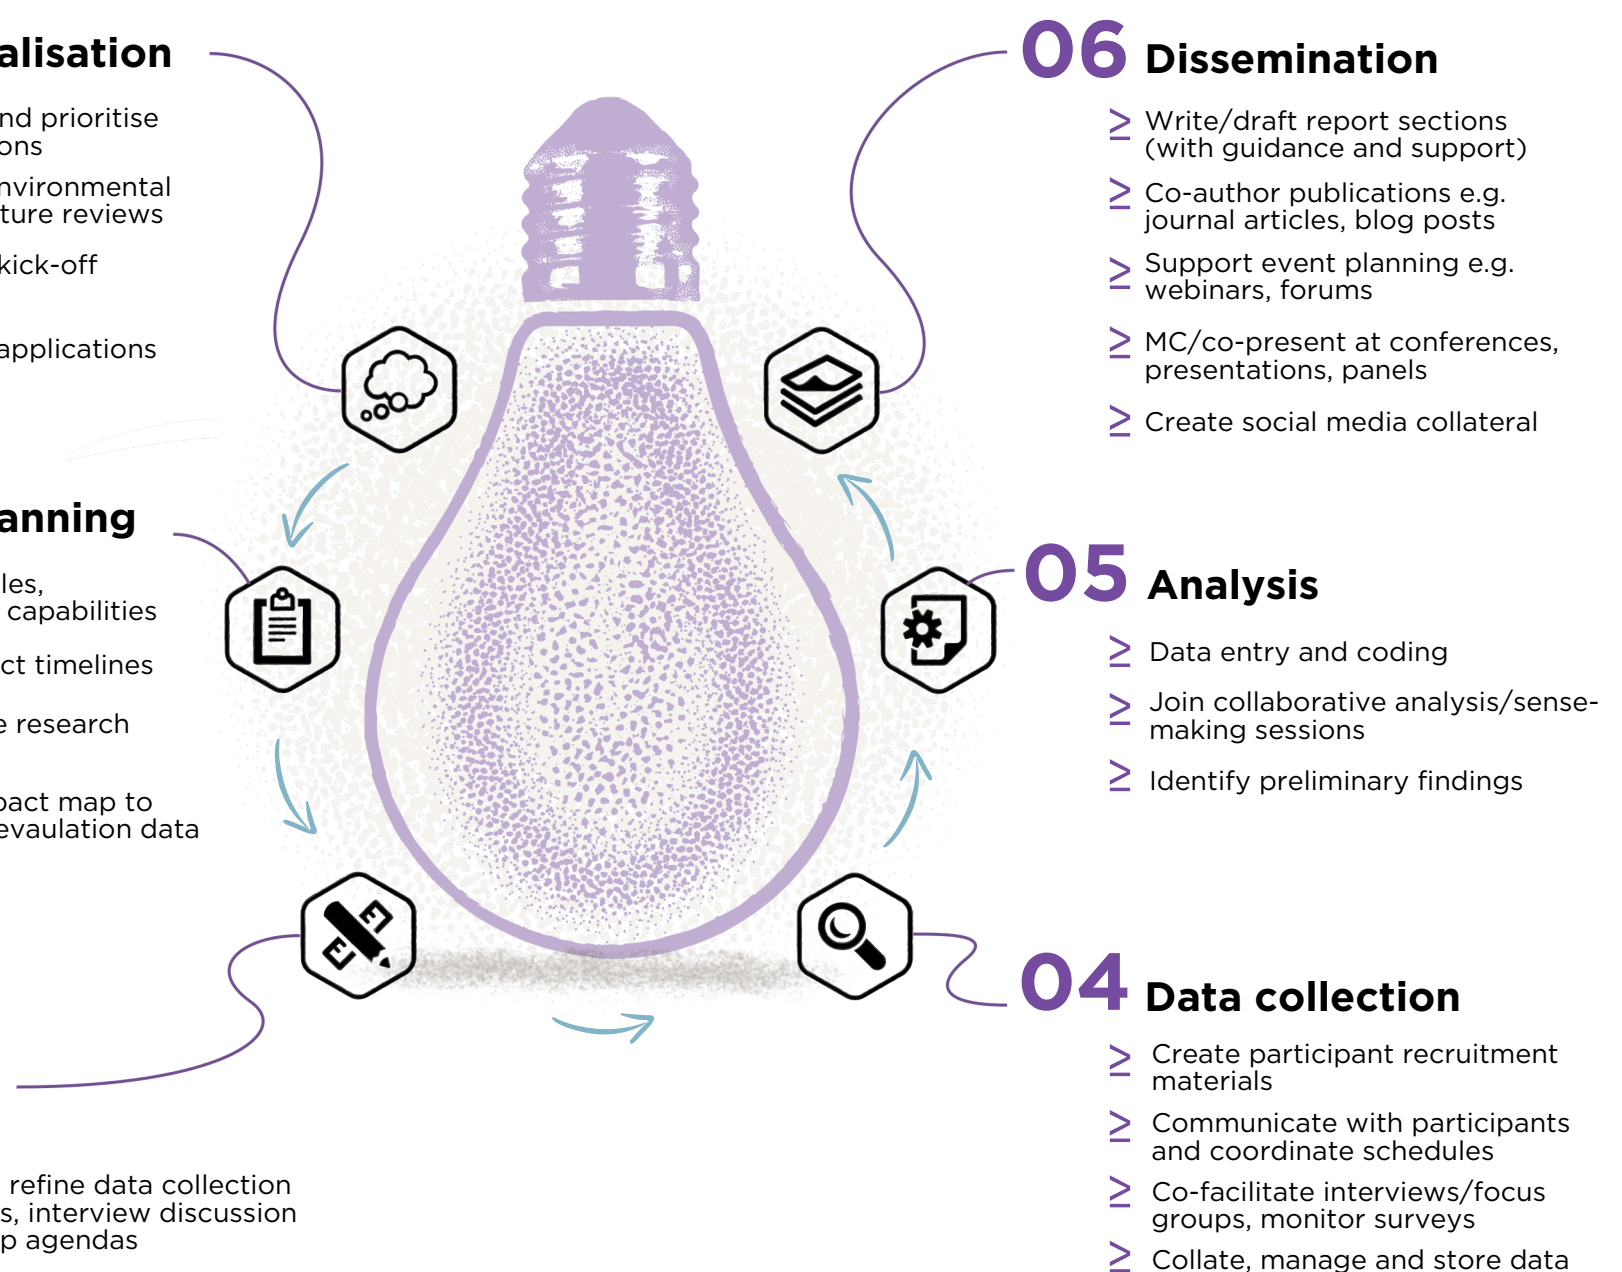 alisation
nd prioritise
ons
nvironmental
ture reviews
kick-off
applications
anning
les,
capabilities
ct timelines
e research
pact map to
evaulation data
refine data collection
s, interview discussion
p agendas
06 Dissemination
≥ Write/draft report sections
(with guidance and support)
≥ Co-author publications e.g.
journal articles, blog posts
≥ Support event planning e.g.
webinars, forums
≥ MC/co-present at conferences,
presentations, panels
≥ Create social media collateral
05 Analysis
≥ Data entry and coding
≥ Join collaborative analysis/sense-
making sessions
≥ Identify preliminary findings
04 Data collection
≥ Create participant recruitment
materials
≥ Communicate with participants
and coordinate schedules
≥ Co-facilitate interviews/focus
groups, monitor surveys
≥ Collate, manage and store data